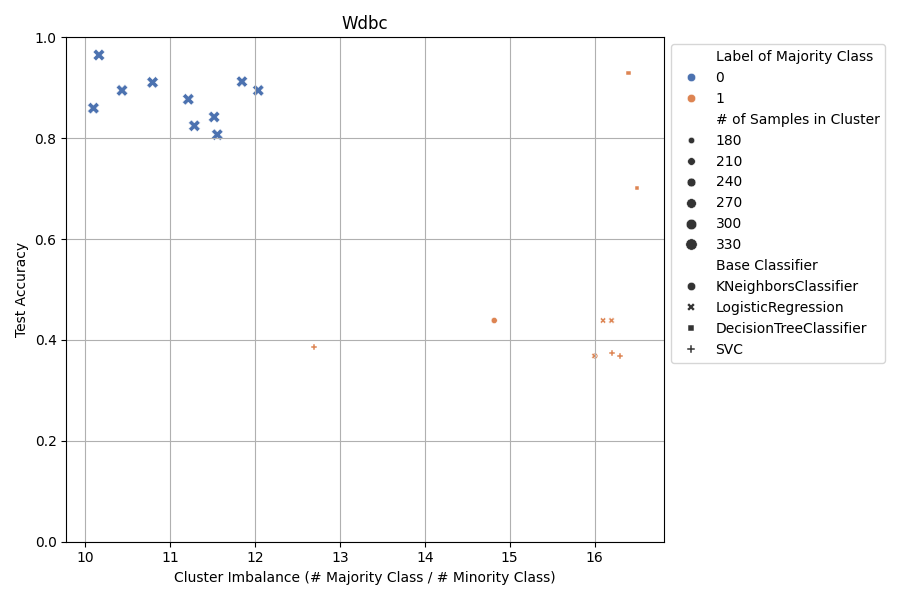 Wdbc
1.0
0.8
0.6
0.4
0.2
0.0
Test Accuracy
10 11 12 13 14 15 16
Cluster Imbalance (# Majority Class / # Minority Class)
Label of Majority Class
0
1
# of Samples in Cluster
180
210
240
270
300
330
Base Classifier
KNeighborsClassifier
LogisticRegression
DecisionTreeClassifier
SVC